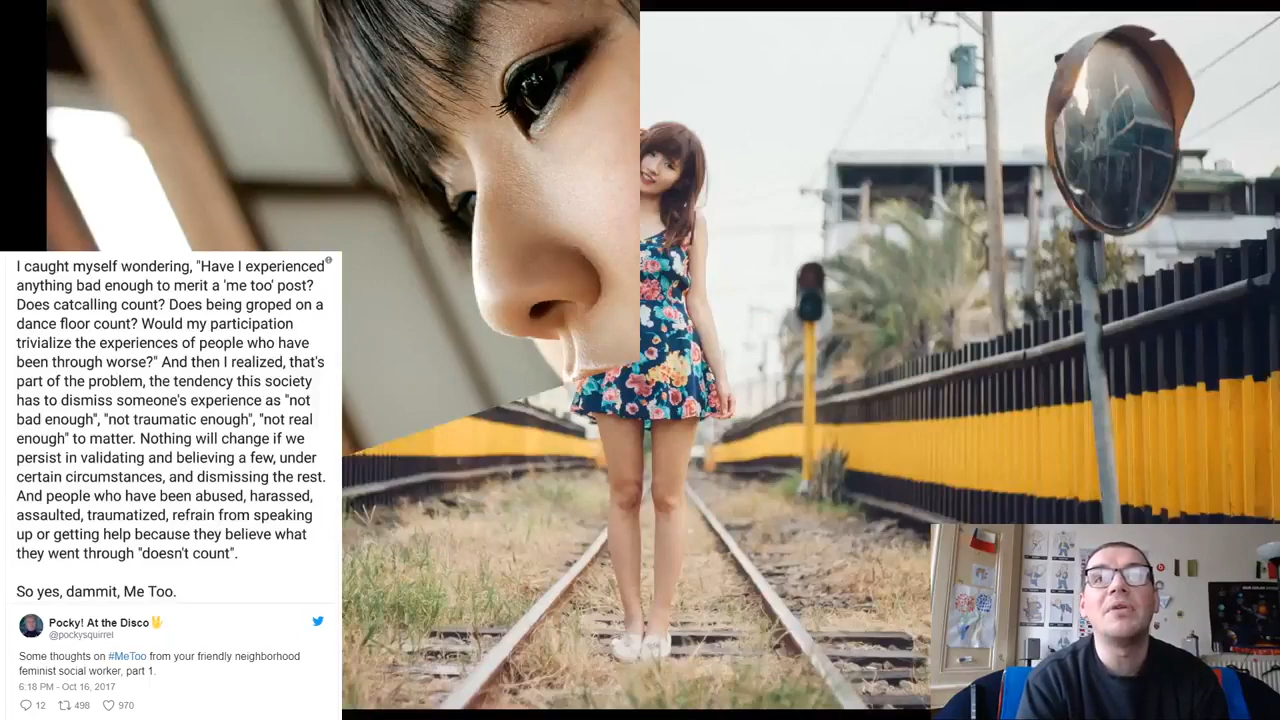 I caught myself wondering, "Have I experienced
anything bad enough to merit a 'me too' post?
Does catcalling count? Does being groped on a
dance floor count? Would my participation
trivialize the experiences of people who have
been through worse?" And then I realized, that's
part of the problem, the tendency this society
has to dismiss someone's experience as "not
bad enough", "not traumatic enough", "not real
enough" to matter. Nothing will change if we
persist in validating and believing a few, under
certain circumstances, and dismissing the rest.
And people who have been abused, harassed,
assaulted, traumatized, refrain from speaking
up or getting help because they believe what
they went through "doesn't count".
So yes, dammit, Me Too.
Pocky! At the Disco🖖
@pockysquirrel
Some thoughts on #MeToo from your friendly neighborhood
feminist social worker, part 1.
6:18 PM - Oct 16, 2017
12 498 970